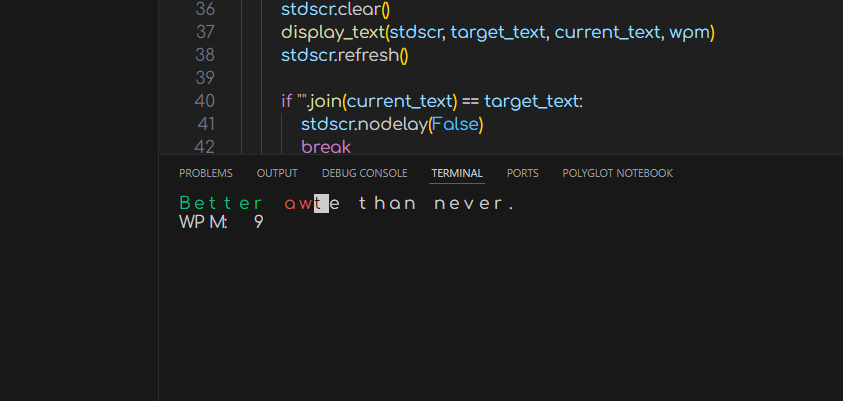 36 stdscr.clear()
37 display_text(stdscr, target_text, current_text, wpm)
38 stdscr.refresh()
39
40 if "".join(current_text) == target_text:
41 stdscr.nodelay(False)
42 break
PROBLEMS OUTPUT DEBUG CONSOLE TERMINAL PORTS POLYGLOT NOTEBOOK
Better awte than never.
WPM: 9